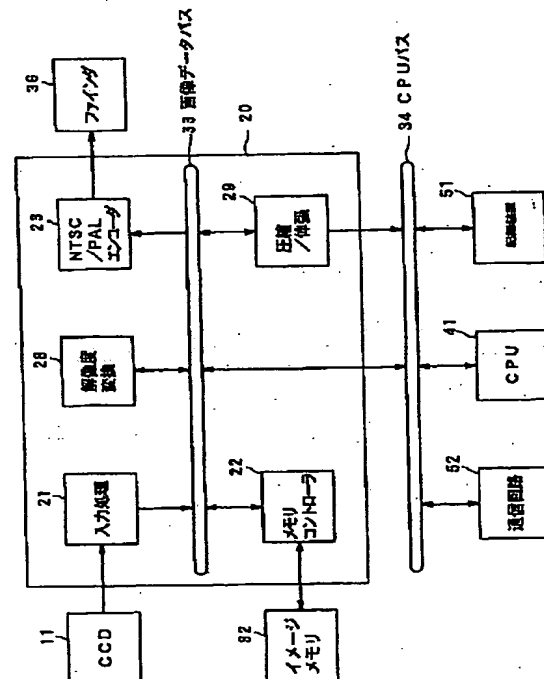 36
ファインダ
33 画像データバス
20
34 CPUバス
23
NTSC
/PAL
エンコーダ
29
圧縮
/伸張
51
28
解像度
変換
41
CPU
21
入力処理
22
メモリ
コントローラ
52
通信回路
11
CCD
32
イメージ
メモリ